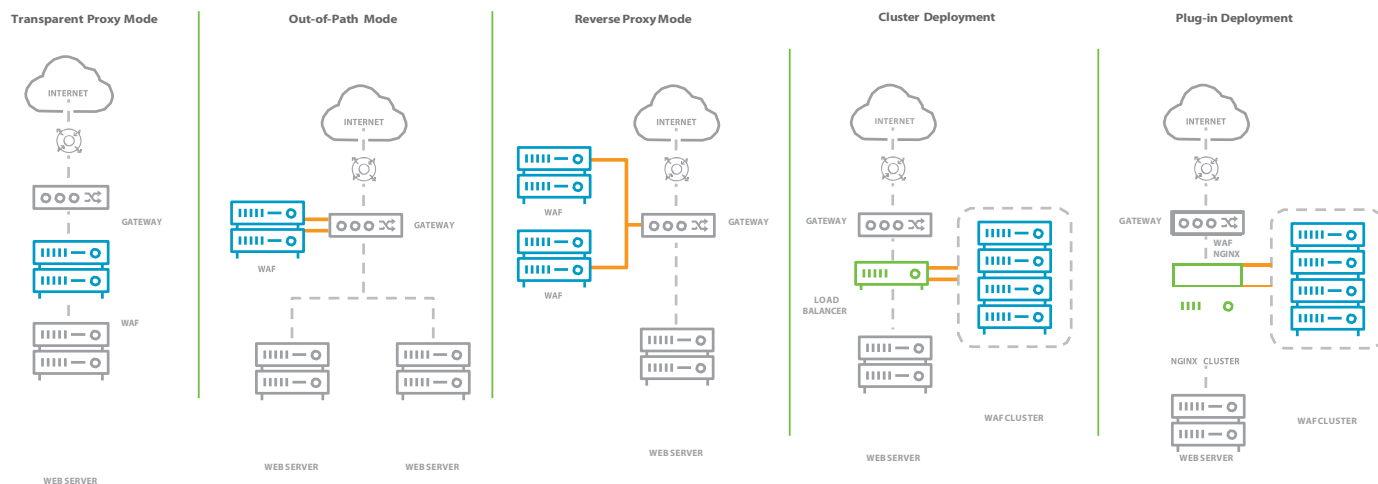 Transparent Proxy Mode
INTERNET
GATEWAY
WAF
WEB SERVER
Out-of-Path Mode
INTERNET
GATEWAY
WAF
WEB SERVER
WEB SERVER
Reverse Proxy Mode
INTERNET
WAF
GATEWAY
WAF
WEB SERVER
Cluster Deployment
INTERNET
GATEWAY
LOAD
BALANCER
WAF CLUSTER
WEB SERVER
Plug-in Deployment
INTERNET
GATEWAY
WAF
NGINX
NGINX CLUSTER
WAF CLUSTER
WEB SERVER